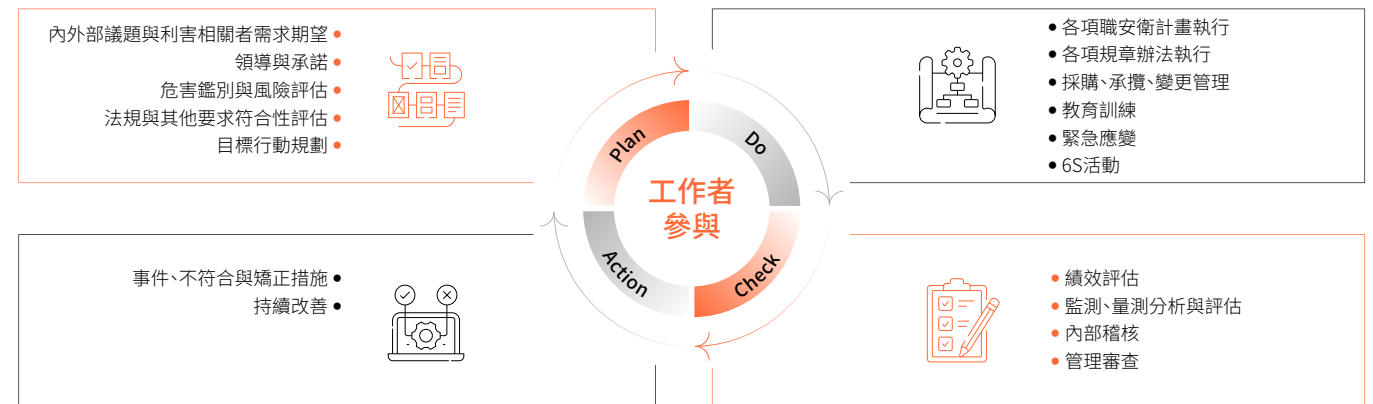 內外部議題與利害相關者需求期望
領導與承諾
危害鑑別與風險評估
法規與其他要求符合性評估
目標行動規劃
Plan
Do
各項職安衛計畫執行
各項規章辦法執行
採購、承攬、變更管理
教育訓練
緊急應變
6S活動
工作者
參與
Action
Check
事件、不符合與矯正措施
持續改善
績效評估
監測、量測分析與評估
內部稽核
管理審查